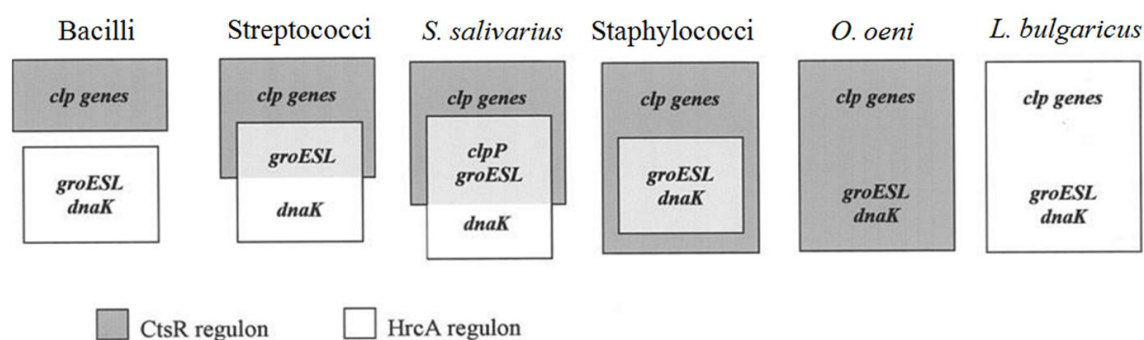 Bacilli
clp genes
groESL
dnaK
Streptococci
clp genes
groESL
dnaK
S. salivarius
clp genes
clpP
groESL
dnaK
Staphylococci
clp genes
groESL
dnaK
O. oeni
clp genes
groESL
dnaK
L. bulgaricus
clp genes
groESL
dnaK
CtsR regulon
HrcA regulon